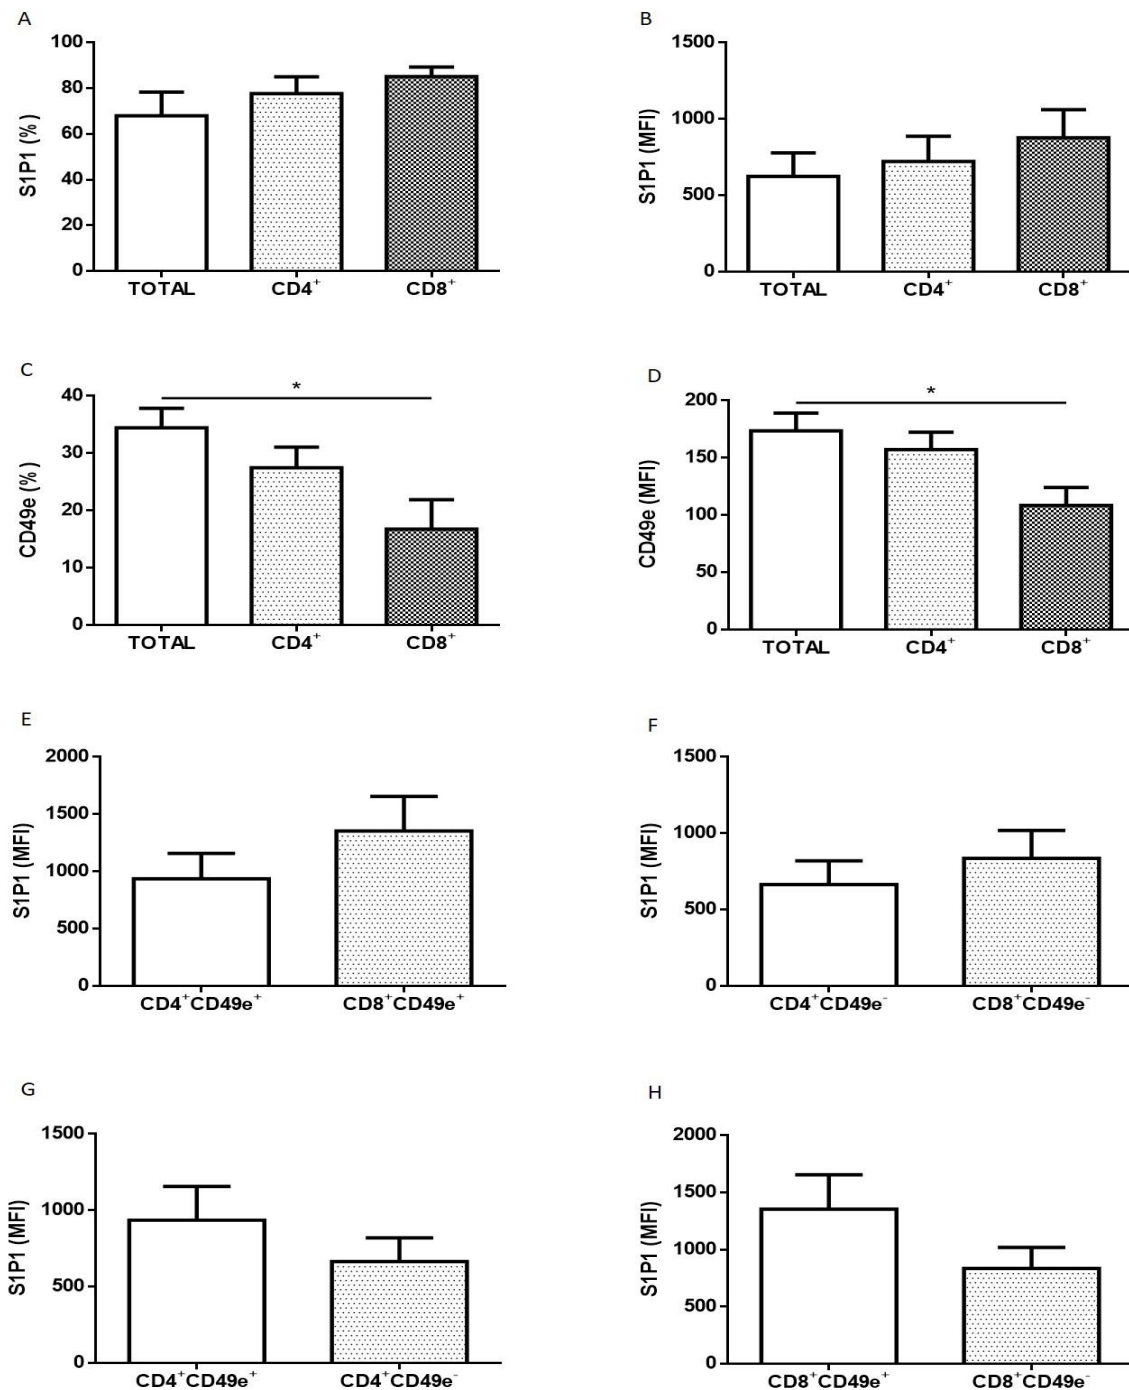 A
S1P1 (%)
100
80
60
40
20
0
TOTAL CD4⁺ CD8⁺
B
S1P1 (MFI)
1500
1000
500
0
TOTAL CD4⁺ CD8⁺
C
CD49e (%)
40
30
20
10
0
*
TOTAL CD4⁺ CD8⁺
D
CD49e (MFI)
200
150
100
50
0
*
TOTAL CD4⁺ CD8⁺
E
S1P1 (MFI)
2000
1500
1000
500
0
CD4⁺CD49e⁺ CD8⁺CD49e⁺
F
S1P1 (MFI)
1500
1000
500
0
CD4⁺CD49e⁻ CD8⁺CD49e⁻
G
S1P1 (MFI)
1500
1000
500
0
CD4⁺CD49e⁺ CD4⁺CD49e⁻
H
S1P1 (MFI)
2000
1500
1000
500
0
CD8⁺CD49e⁺ CD8⁺CD49e⁻